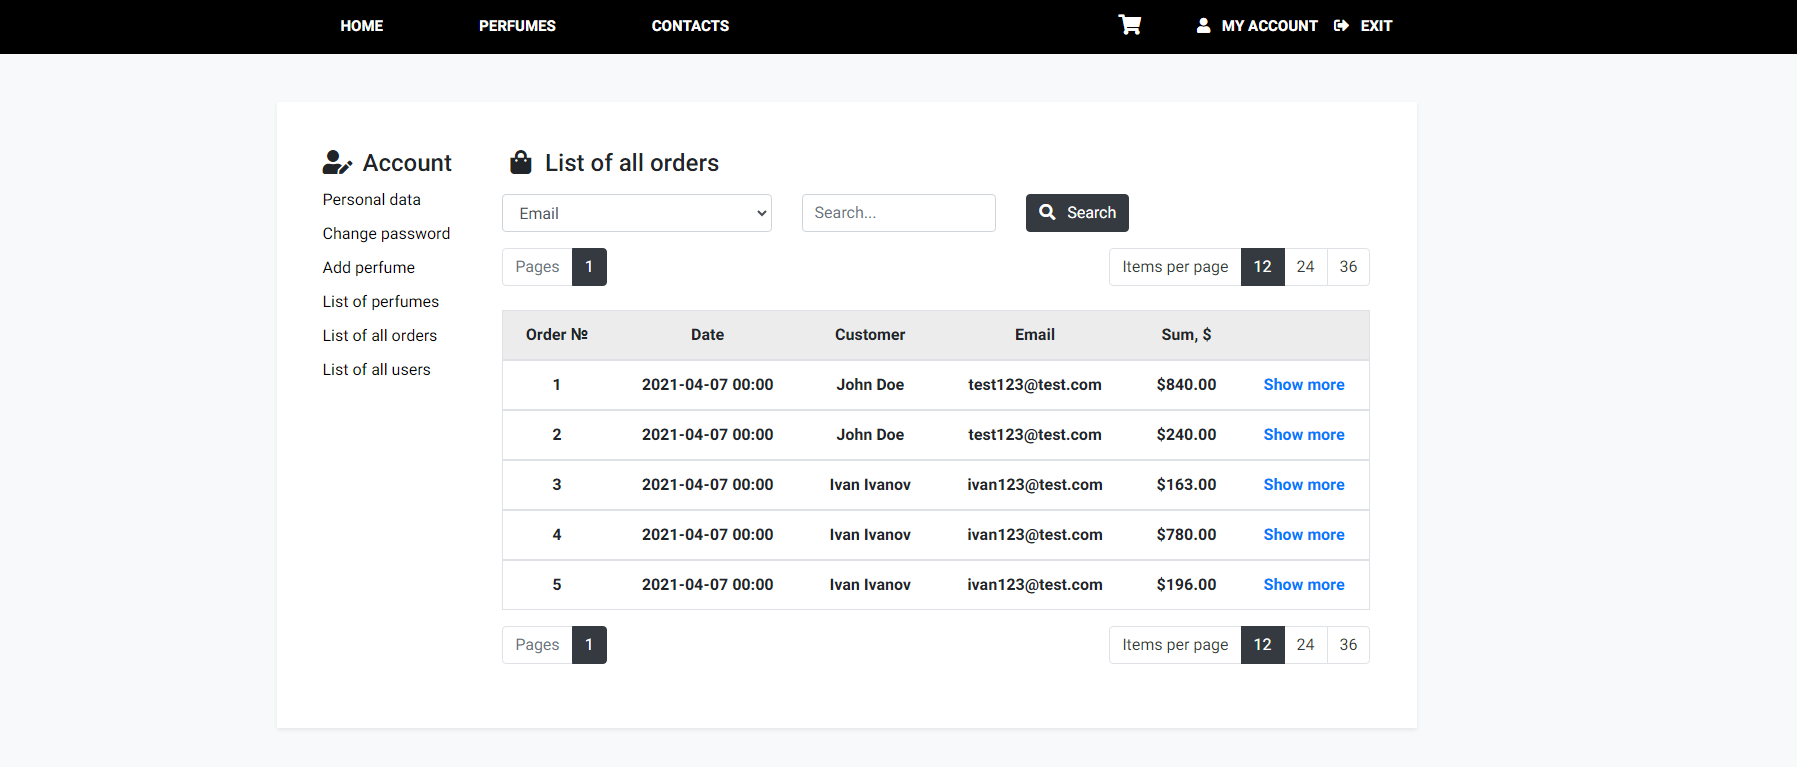 HOME PERFUMES CONTACTS MY ACCOUNT EXIT
Account
Personal data
Change password
Add perfume
List of perfumes
List of all orders
List of all users
List of all orders
Email Search... Search
Pages 1 Items per page 12 24 36
Order № Date Customer Email Sum, $
1 2021-04-07 00:00 John Doe test123@test.com $840.00 Show more
2 2021-04-07 00:00 John Doe test123@test.com $240.00 Show more
3 2021-04-07 00:00 Ivan Ivanov ivan123@test.com $163.00 Show more
4 2021-04-07 00:00 Ivan Ivanov ivan123@test.com $780.00 Show more
5 2021-04-07 00:00 Ivan Ivanov ivan123@test.com $196.00 Show more
Pages 1 Items per page 12 24 36